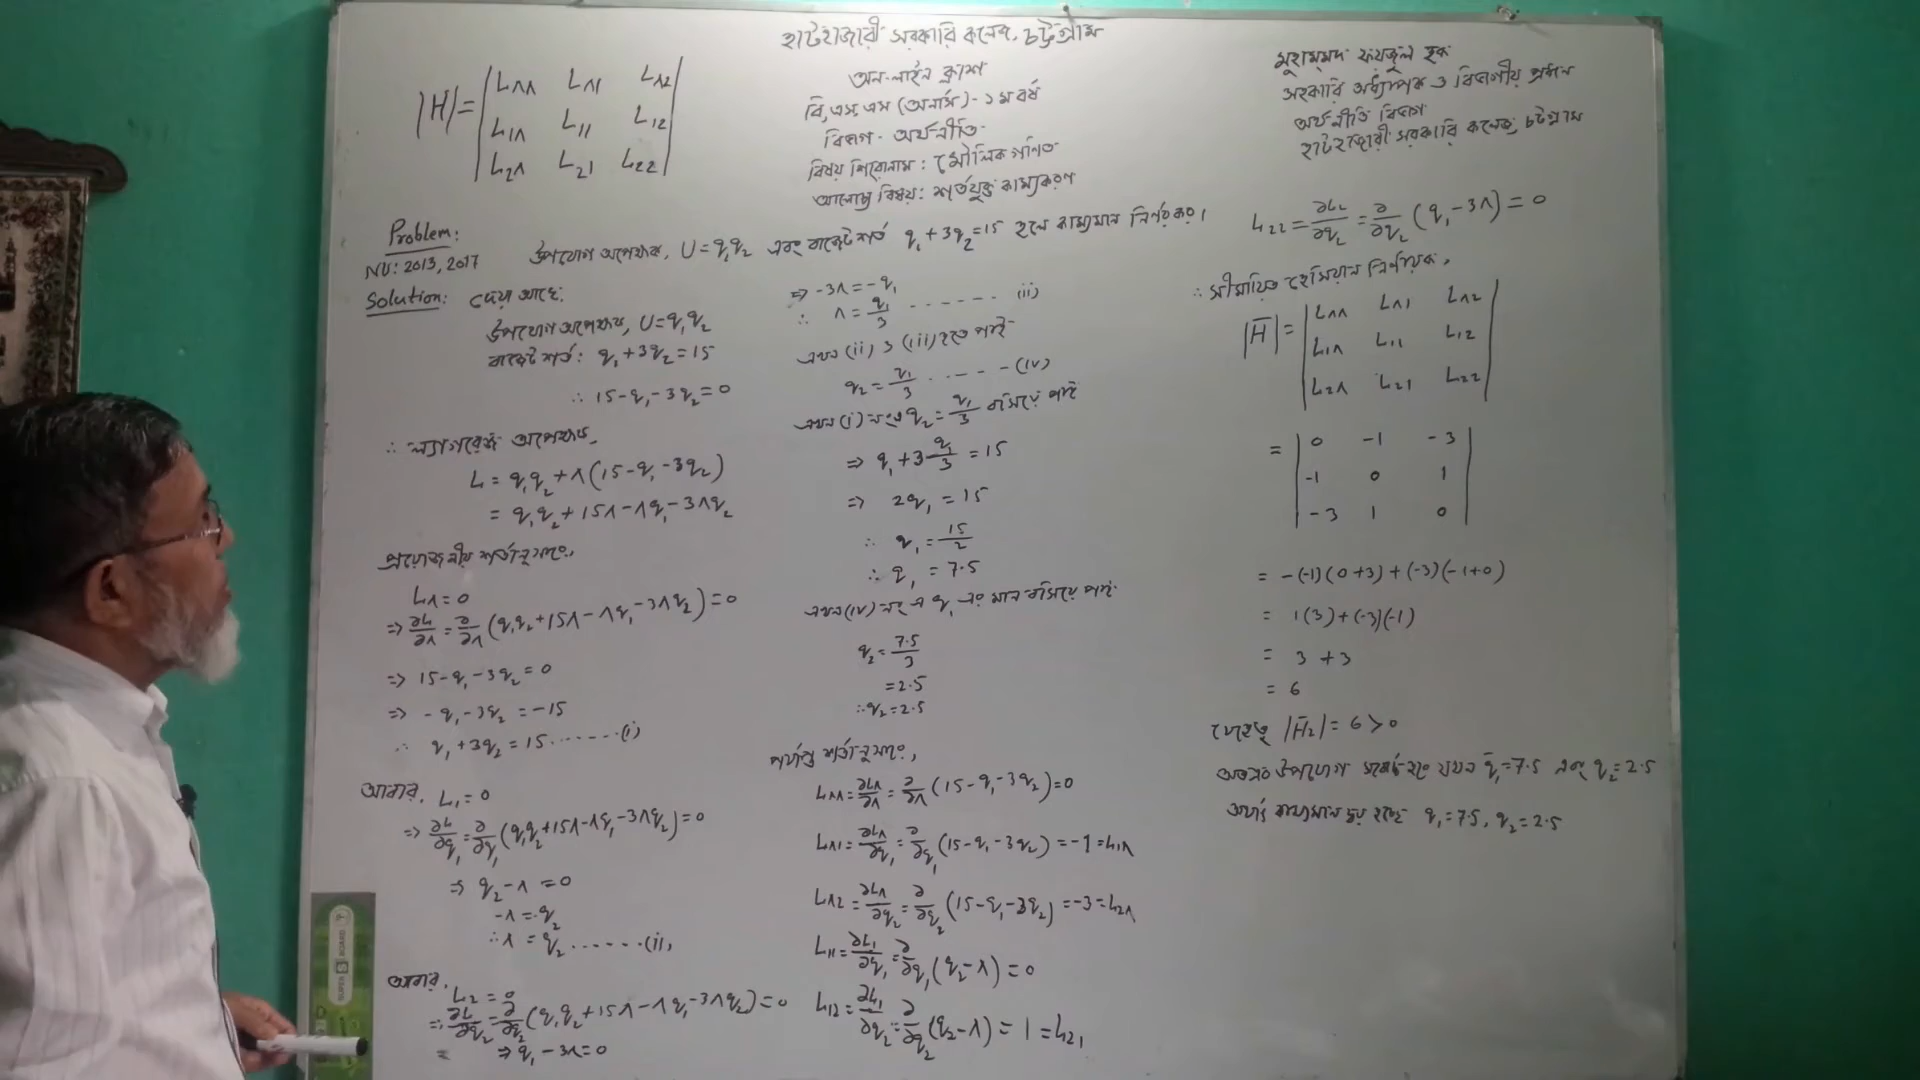 হাটহাজারী সরকারি কলেজ, চট্টগ্রাম
অন-লাইন ক্লাশ
বি,এস,এস (অনার্স)- ১ম বর্ষ
বিভাগ- অর্থনীতি-
বিষয় শিরোনাম : মৌলিক গণিত
আলোচ্য বিষয়: শর্তযুক্ত কাম্যকরণ
মুহাম্মদ ফয়জুল হক
সহকারি অধ্যাপক ও বিভাগীয় প্রধান
অর্থনীতি বিভাগ
হাটহাজারী সরকারি কলেজ, চট্টগ্রাম
|H| = | L₁₁ L₁₁ L₁₂ |
Problem:
NU: 2013, 2017
উপযোগ অপেক্ষক, U = q₁q₂ এবং বাজেট শর্ত q₁ + 3q₂ = 15 হলে কাম্যমান নির্ণয় কর।
Solution: দেয়া আছে:
উপযোগ অপেক্ষক, U = q₁q₂
বাজেট শর্ত: q₁ + 3q₂ = 15
∴ 15 - q₁ - 3q₂ = 0
∴ ল্যাগরেঞ্জ অপেক্ষক,
L = q₁q₂ + λ(15 - q₁ - 3q₂)
= q₁q₂ + 15λ - λq₁ - 3λq₂
প্রয়োজনীয় শর্তানুসারে,
Lλ = 0
⇒ ∂L/∂λ = ∂/∂λ (q₁q₂ + 15λ - λq₁ - 3λq₂) = 0
⇒ 15 - q₁ - 3q₂ = 0
⇒ - q₁ - 3q₂ = -15
∴ q₁ + 3q₂ = 15 ....... (i)
আবার, L₁ = 0
⇒ ∂L/∂q₁ = ∂/∂q₁ (q₁q₂ + 15λ - λq₁ - 3λq₂) = 0
⇒ q₂ - λ = 0
-λ = -q₂
∴ λ = q₂ ...... (ii)
আবার,
L₂ = 0
⇒ ∂L/∂q₂ = ∂/∂q₂ (q₁q₂ + 15λ - λq₁ - 3λq₂) = 0
⇒ q₁ - 3λ = 0
⇒ -3λ = -q₁
∴ λ = q₁/3 ...... (ii)
এখন (ii) ও (iii) হতে পাই-
q₂ = q₁/3 ...... (iv)
এখন (i) নং এ q₂ = q₁/3 বসিয়ে পাই
⇒ q₁ + 3 q₁/3 = 15
⇒ 2q₁ = 15
∴ q₁ = 15/2
∴ q₁ = 7.5
এখন (iv) নং এ q₁ এর মান বসিয়ে পাই
q₂ = 7.5/3
= 2.5
∴ q₂ = 2.5
পর্যাপ্ত শর্তানুসারে,
Lλλ = ∂Lλ/∂λ = ∂/∂λ (15 - q₁ - 3q₂) = 0
Lλ1 = ∂Lλ/∂q₁ = ∂/∂q₁ (15 - q₁ - 3q₂) = -1 = L1λ
Lλ2 = ∂Lλ/∂q₂ = ∂/∂q₂ (15 - q₁ - 3q₂) = -3 = L2λ
L₁₁ = ∂L₁/∂q₁ = ∂/∂q₁ (q₂ - λ) = 0
L₁₂ = ∂L₁/∂q₂ = ∂/∂q₂ (q₂ - λ) = 1 = L₂₁
L₂₂ = ∂L₂/∂q₂ = ∂/∂q₂ (q₁ - 3λ) = 0
∴ সীমায়িত হেসিয়ান নির্ণায়ক,
|H̄| = | Lλλ Lλ1 Lλ2 |
| L1λ L₁₁ L₁₂ |
| L2λ L₂₁ L₂₂ |
= | 0 -1 -3 |
| -1 0 1 |
| -3 1 0 |
= -(-1)(0+3) + (-3)(-1+0)
= 1(3) + (-3)(-1)
= 3 + 3
= 6
যেহেতু |H̄₂| = 6 > 0
অতএব উপযোগ সর্বোচ্চ হবে যখন q̄₁ = 7.5 এবং q̄₂ = 2.5
অর্থাৎ কাম্যমান দ্বয় হচ্ছে q₁ = 7.5, q₂ = 2.5
SUPER BOARD